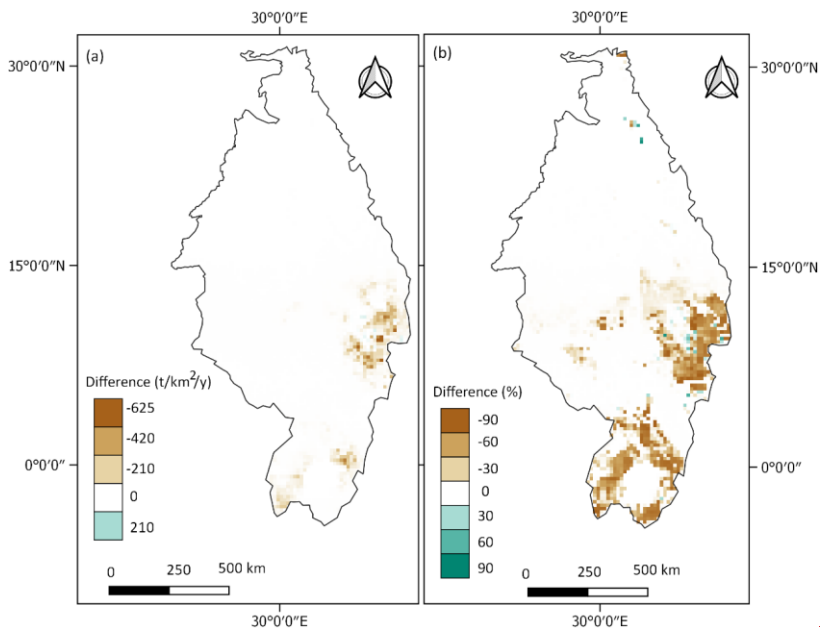 30°0'0"E
30°0'0"E
(a)
(b)
30°0'0"N
30°0'0"N
15°0'0"N
15°0'0"N
Difference (t/km²/y)
-625
-420
-210
0
210
Difference (%)
-90
-60
-30
0
30
60
90
0°0'0"
0°0'0"
0 250 500 km
0 250 500 km
30°0'0"E
30°0'0"E